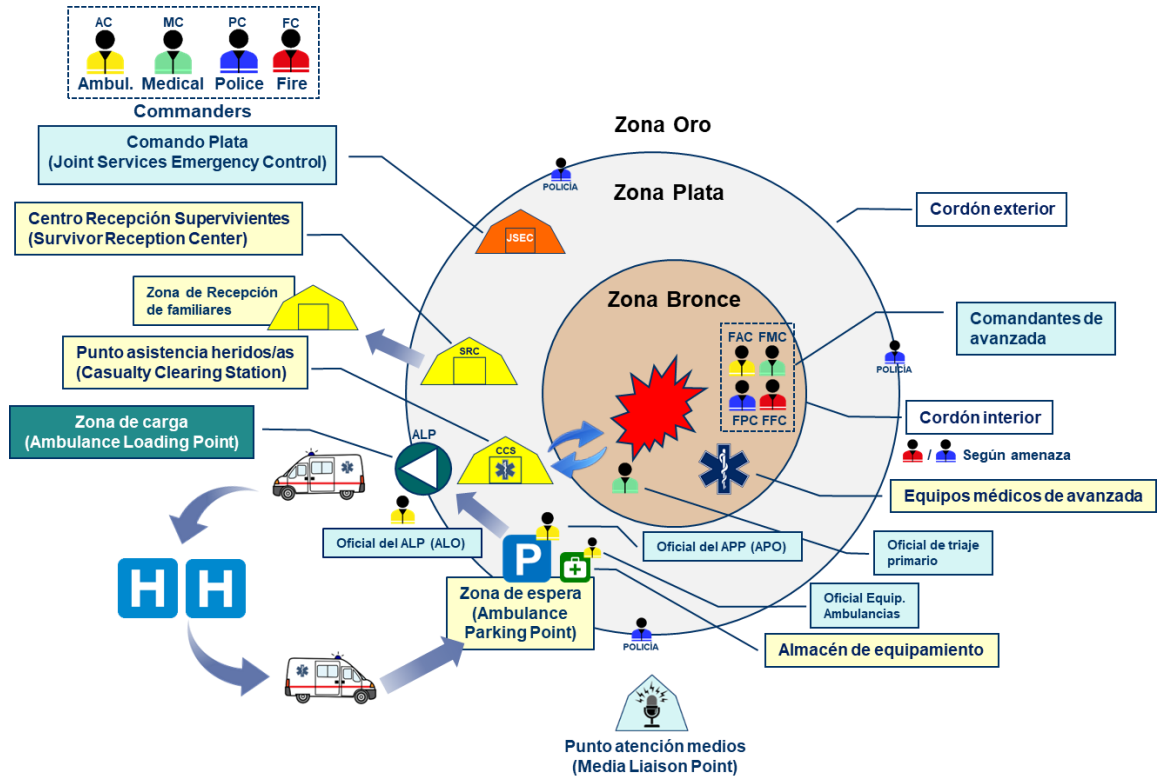 AC MC PC FC
Ambul. Medical Police Fire
Commanders
Comando Plata
(Joint Services Emergency Control)
Centro Recepción Supervivientes
(Survivor Reception Center)
Zona de Recepción
de familiares
Punto asistencia heridos/as
(Casualty Clearing Station)
Zona de carga
(Ambulance Loading Point)
Zona Oro
POLICÍA
Zona Plata
JSEC
Cordón exterior
Zona Bronce
FAC FMC
FPC FFC
Comandantes de
avanzada
POLICÍA
SRC
Cordón interior
/ Según amenaza
ALP
CCS
Equipos médicos de avanzada
Oficial del ALP (ALO)
P
Oficial del APP (APO)
Oficial de triaje
primario
H H
Zona de espera
(Ambulance
Parking Point)
Oficial Equip.
Ambulancias
POLICÍA
Almacén de equipamiento
Punto atención medios
(Media Liaison Point)